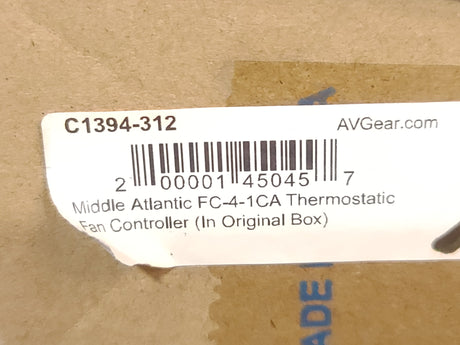 C1394-312
AVGear.com
2 00001 45045 7
Middle Atlantic FC-4-1CA Thermostatic
Fan Controller (In Original Box)
ADE